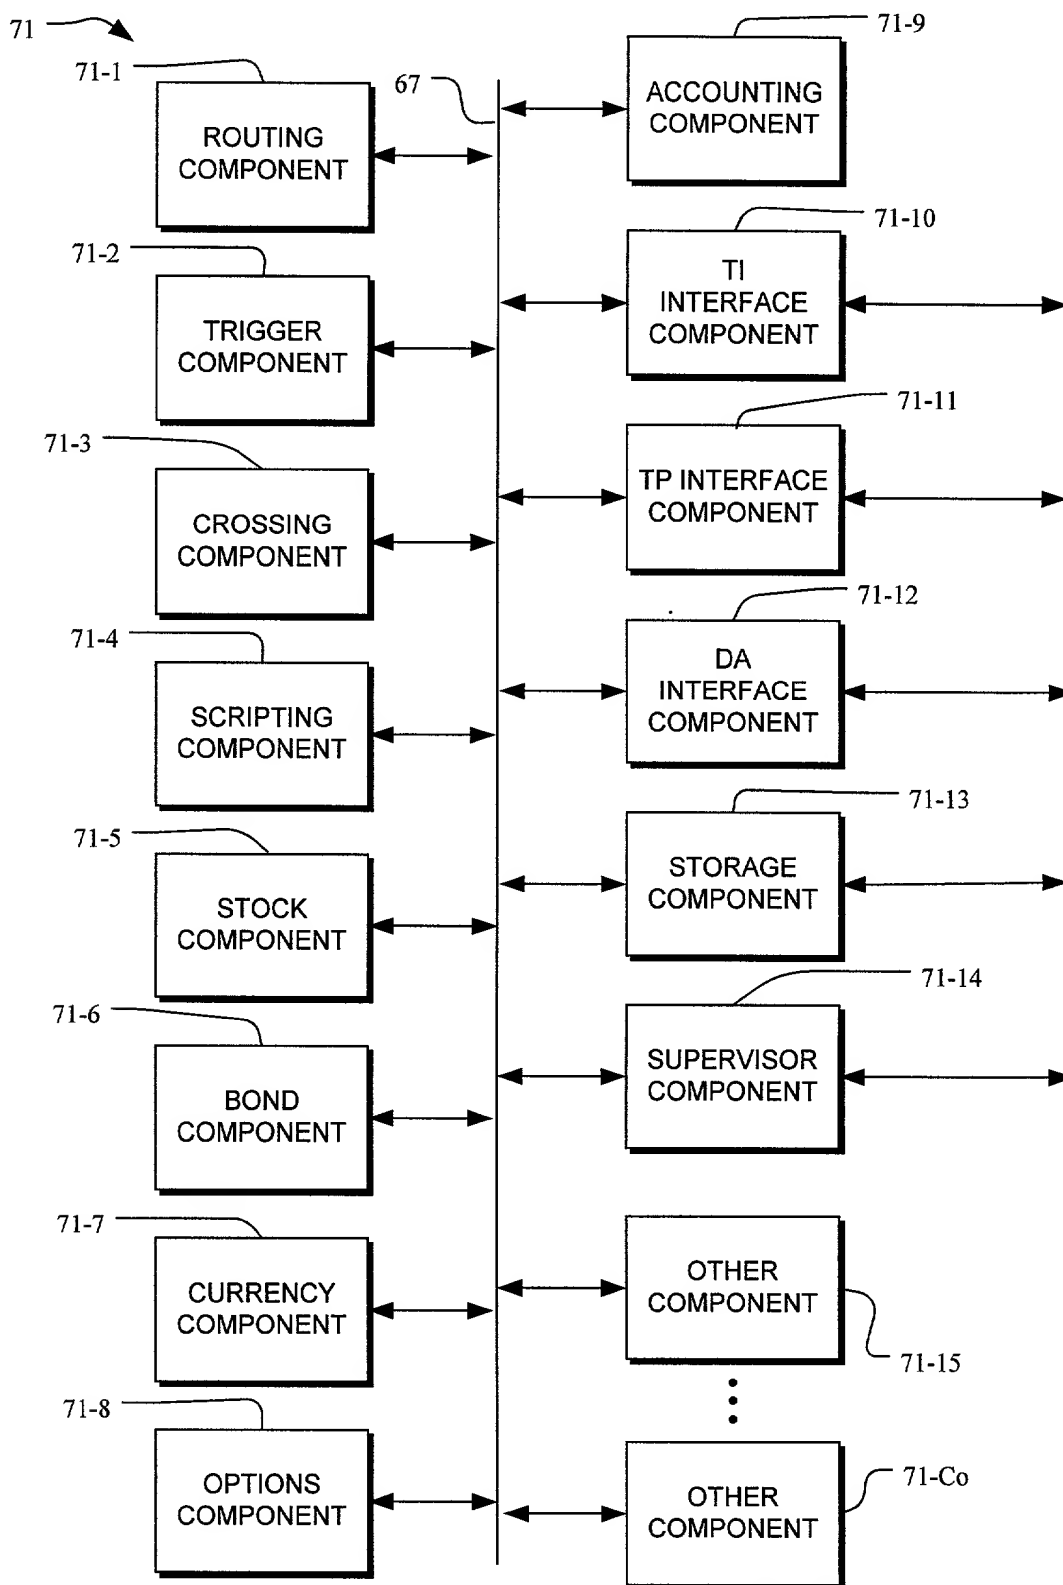 71
71-1
ROUTING
COMPONENT
71-2
TRIGGER
COMPONENT
71-3
CROSSING
COMPONENT
71-4
SCRIPTING
COMPONENT
71-5
STOCK
COMPONENT
71-6
BOND
COMPONENT
71-7
CURRENCY
COMPONENT
71-8
OPTIONS
COMPONENT
67
71-9
ACCOUNTING
COMPONENT
71-10
TI
INTERFACE
COMPONENT
71-11
TP INTERFACE
COMPONENT
71-12
DA
INTERFACE
COMPONENT
71-13
STORAGE
COMPONENT
71-14
SUPERVISOR
COMPONENT
OTHER
COMPONENT
71-15
71-Co
OTHER
COMPONENT